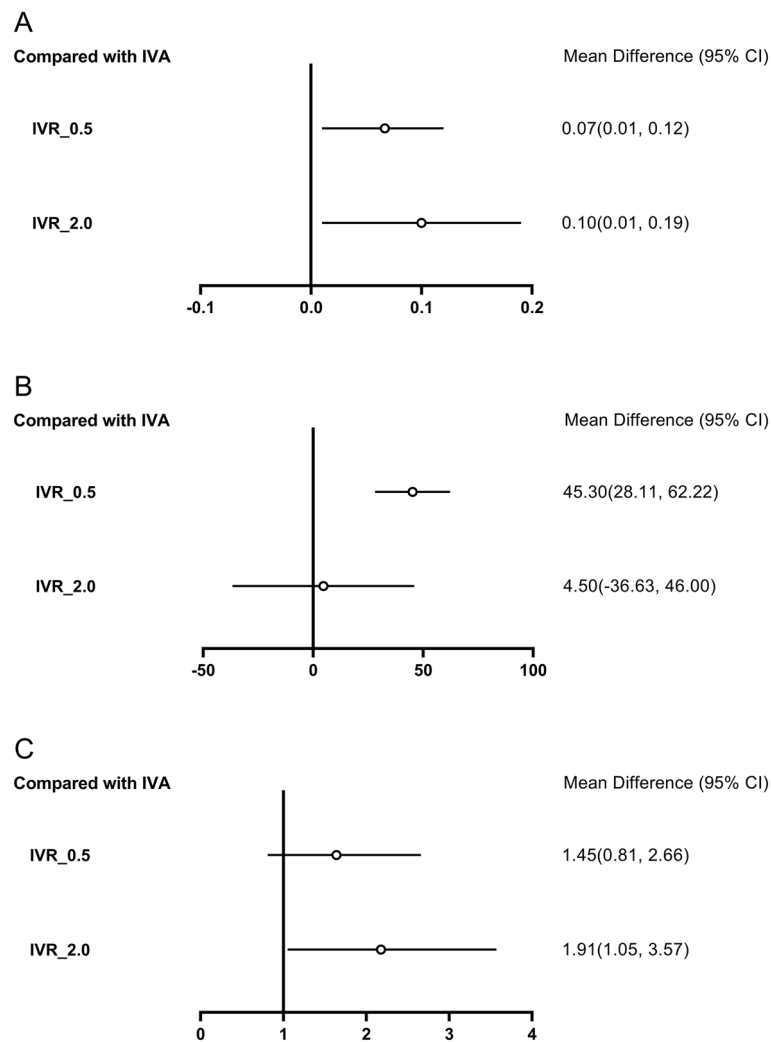 A
Compared with IVA Mean Difference (95% CI)
IVR_0.5 0.07(0.01, 0.12)
IVR_2.0 0.10(0.01, 0.19)
-0.1 0.0 0.1 0.2
B
Compared with IVA Mean Difference (95% CI)
IVR_0.5 45.30(28.11, 62.22)
IVR_2.0 4.50(-36.63, 46.00)
-50 0 50 100
C
Compared with IVA Mean Difference (95% CI)
IVR_0.5 1.45(0.81, 2.66)
IVR_2.0 1.91(1.05, 3.57)
0 1 2 3 4